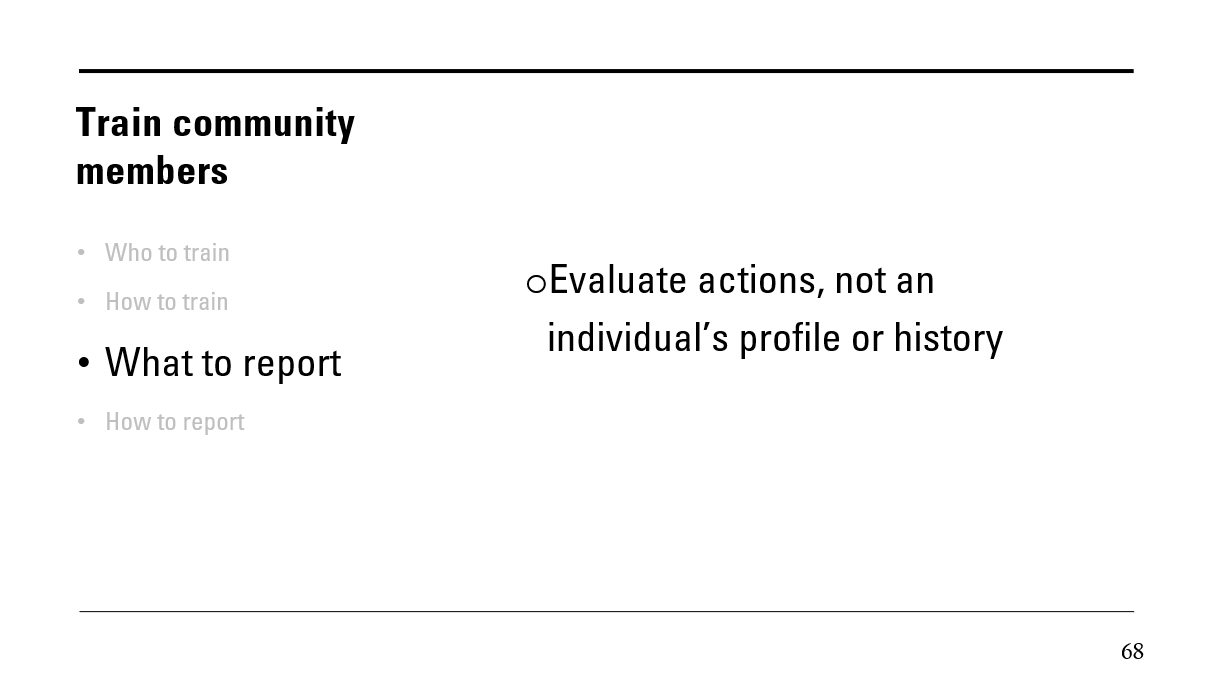 Train community
members
• Who to train
• How to train
• What to report
• How to report
○Evaluate actions, not an
individual’s profile or history
68